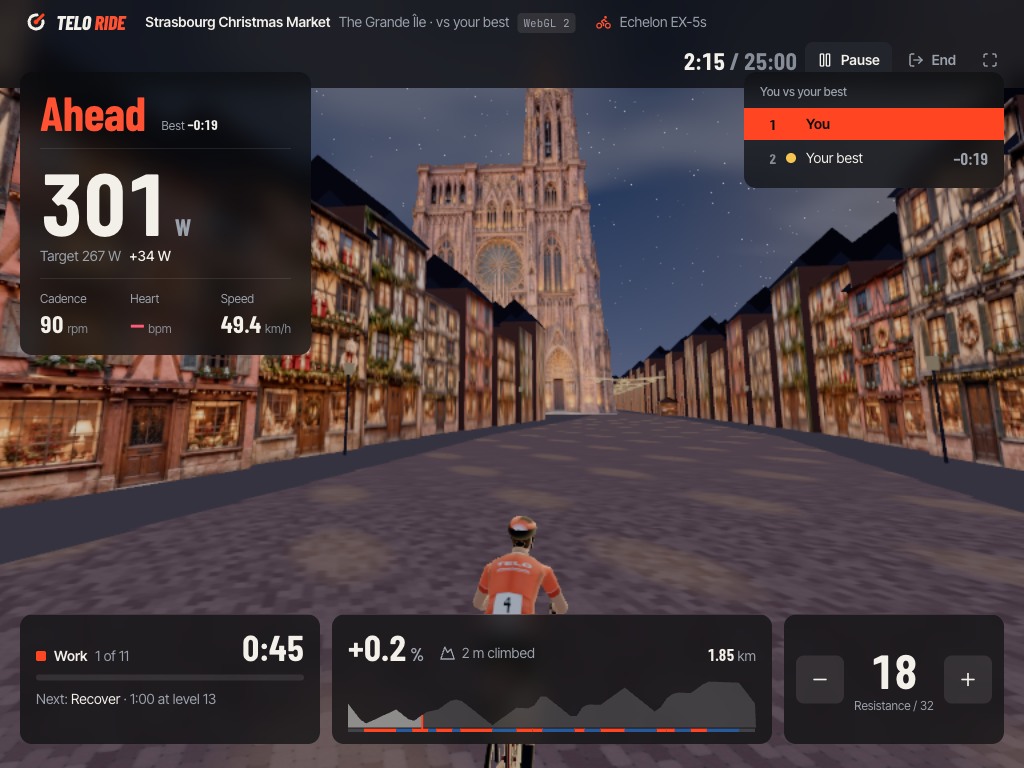 TELO RIDE Strasbourg Christmas Market The Grande Île · vs your best WebGL 2 Echelon EX-5s
2:15 / 25:00 Pause End
Ahead Best −0:19
301 W
Target 267 W +34 W
Cadence Heart Speed
90 rpm — bpm 49.4 km/h
You vs your best
1 You
2 Your best −0:19
TELO
4
Work 1 of 11 0:45
Next: Recover · 1:00 at level 13
+0.2 % 2 m climbed 1.85 km
− 18 +
Resistance / 32